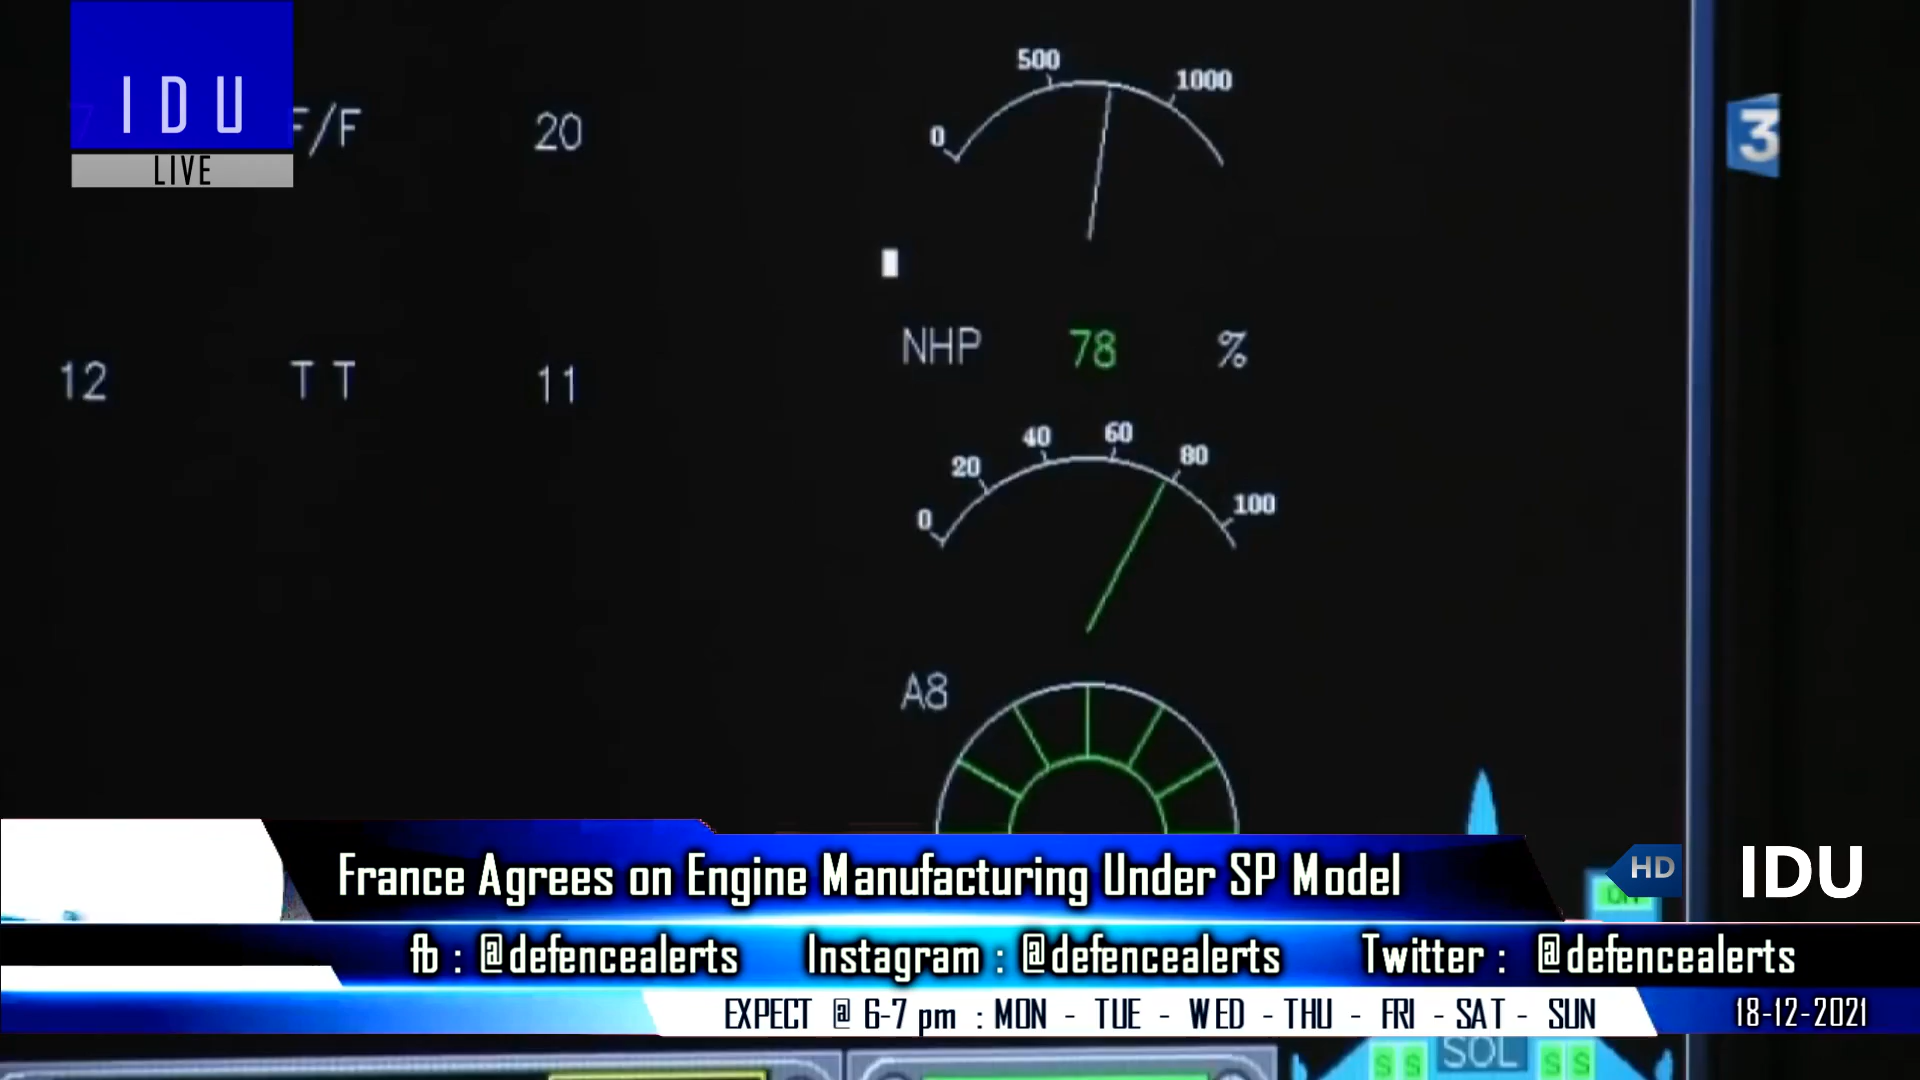 IDU
LIVE
F/F 20
500
1000
0
3
NHP 78 %
12 TT 11
40 60
20 80
0 100
A8
France Agrees on Engine Manufacturing Under SP Model
HD IDU
fb : @defencealerts Instagram : @defencealerts Twitter : @defencealerts
EXPECT @ 6-7 pm : MON - TUE - WED - THU - FRI - SAT - SUN 18-12-2021
S S SOL S S